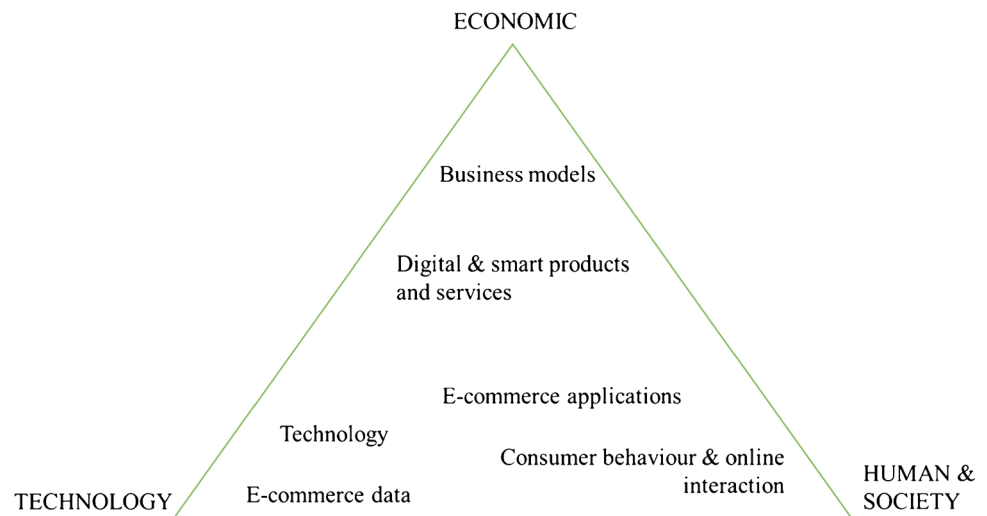 ECONOMIC
Business models
Digital & smart products
and services
E-commerce applications
Technology
Consumer behaviour & online
interaction
HUMAN &
SOCIETY
TECHNOLOGY
E-commerce data